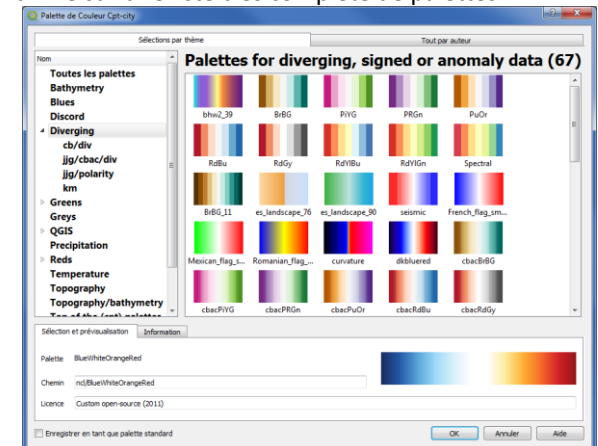 Palette de Couleur Cpt-city
Sélections par thème
Tout par auteur
Nom
Toutes les palettes
Bathymetry
Blues
Discord
Diverging
cb/div
jjg/cbac/div
jjg/polarity
km
Greens
Greys
QGIS
Precipitation
Reds
Temperature
Topography
Topography/bathymetry
Palettes for diverging, signed or anomaly data (67)
bhw2_39 BrBG PiYG PRGn PuOr
RdBu RdGy RdYlBu RdYlGn Spectral
BrBG_11 es_landscape_76 es_landscape_90 seismic French_flag_sm...
Mexican_flag_s... Romanian_flag_... curvature dkbluered cbacBrBG
cbacPiYG cbacPRGn cbacPuOr cbacRdBu cbacRdGy
Sélection et prévisualisation
Information
Palette BlueWhiteOrangeRed
Chemin ncl/BlueWhiteOrangeRed
Licence Custom open-source (2011)
Enregistrer en tant que palette standard
OK Annuler Aide